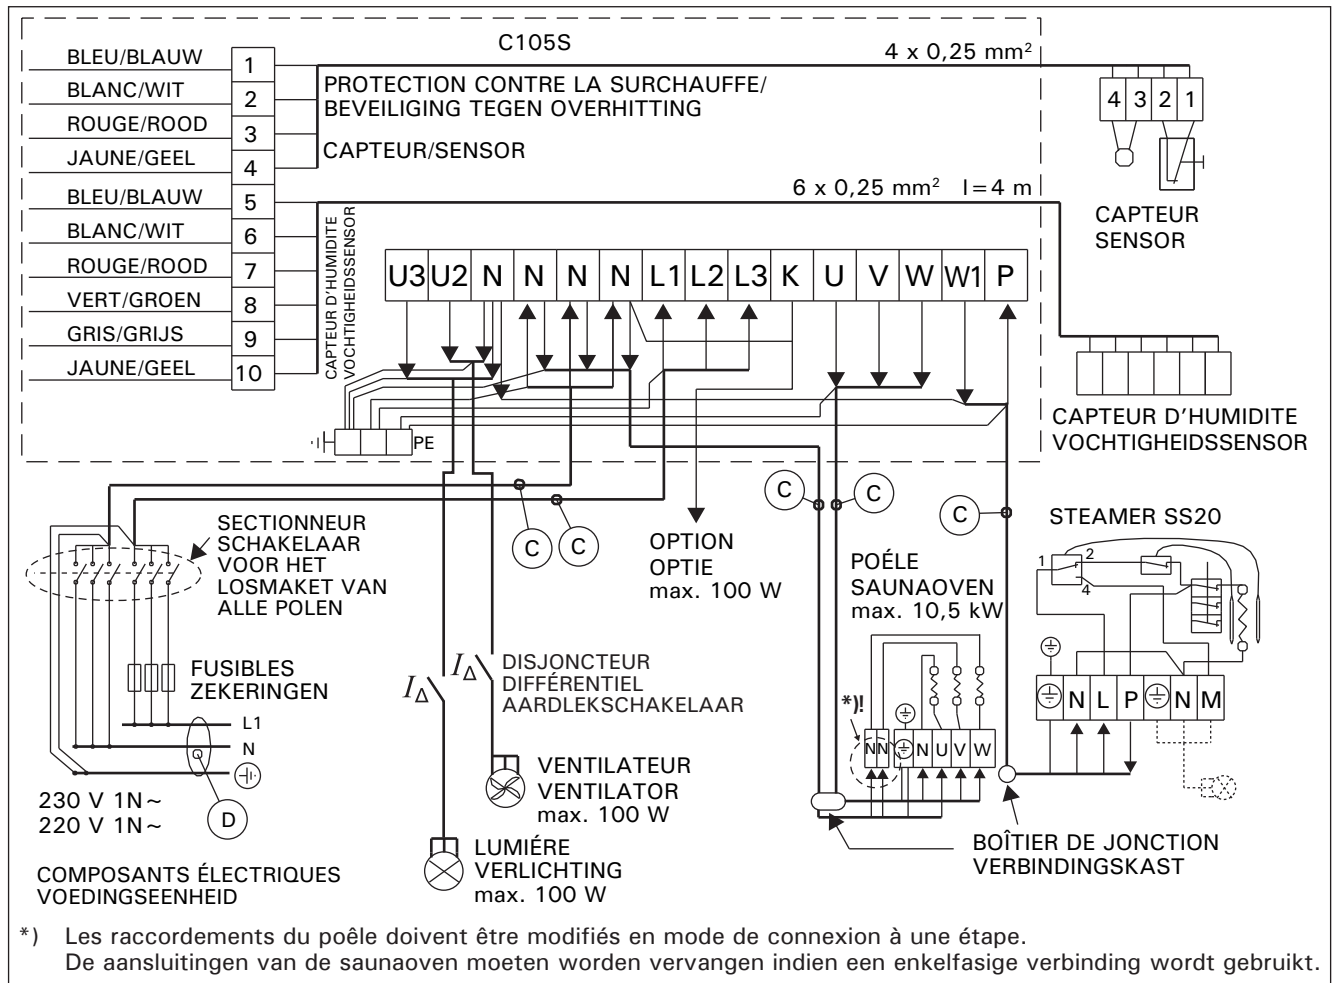 C105S
4 x 0,25 mm²
BLEU/BLAUW 1
BLANC/WIT 2
ROUGE/ROOD 3
JAUNE/GEEL 4
BLEU/BLAUW 5
BLANC/WIT 6
ROUGE/ROOD 7
VERT/GROEN 8
GRIS/GRIJS 9
JAUNE/GEEL 10
PROTECTION CONTRE LA SURCHAUFFE/
BEVEILIGING TEGEN OVERHITTING
CAPTEUR/SENSOR
4 3 2 1
CAPTEUR
SENSOR
6 x 0,25 mm² l=4 m
CAPTEUR D'HUMIDITE
VOCHTIGHEIDSSENSOR
U3 U2 N N N N L1 L2 L3 K U V W W1 P
CAPTEUR D'HUMIDITE
VOCHTIGHEIDSSENSOR
PE
C
C
C
C
C
SECTIONNEUR
SCHAKELAAR
VOOR HET
LOSMAKET VAN
ALLE POLEN
OPTION
OPTIE
max. 100 W
POÉLE
SAUNAOVEN
max. 10,5 kW
STEAMER SS20
1 2
4
FUSIBLES
ZEKERINGEN
I∆
I∆
DISJONCTEUR
DIFFÉRENTIEL
AARDLEKSCHAKELAAR
*)!
N N N U V W
N L P N M
L1
N
D
230 V 1N~
220 V 1N~
VENTILATEUR
VENTILATOR
max. 100 W
LUMIÉRE
VERLICHTING
max. 100 W
BOÎTIER DE JONCTION
VERBINDINGSKAST
COMPOSANTS ÉLECTRIQUES
VOEDINGSEENHEID
*) Les raccordements du poêle doivent être modifiés en mode de connexion à une étape.
De aansluitingen van de saunaoven moeten worden vervangen indien een enkelfasige verbinding wordt gebruikt.